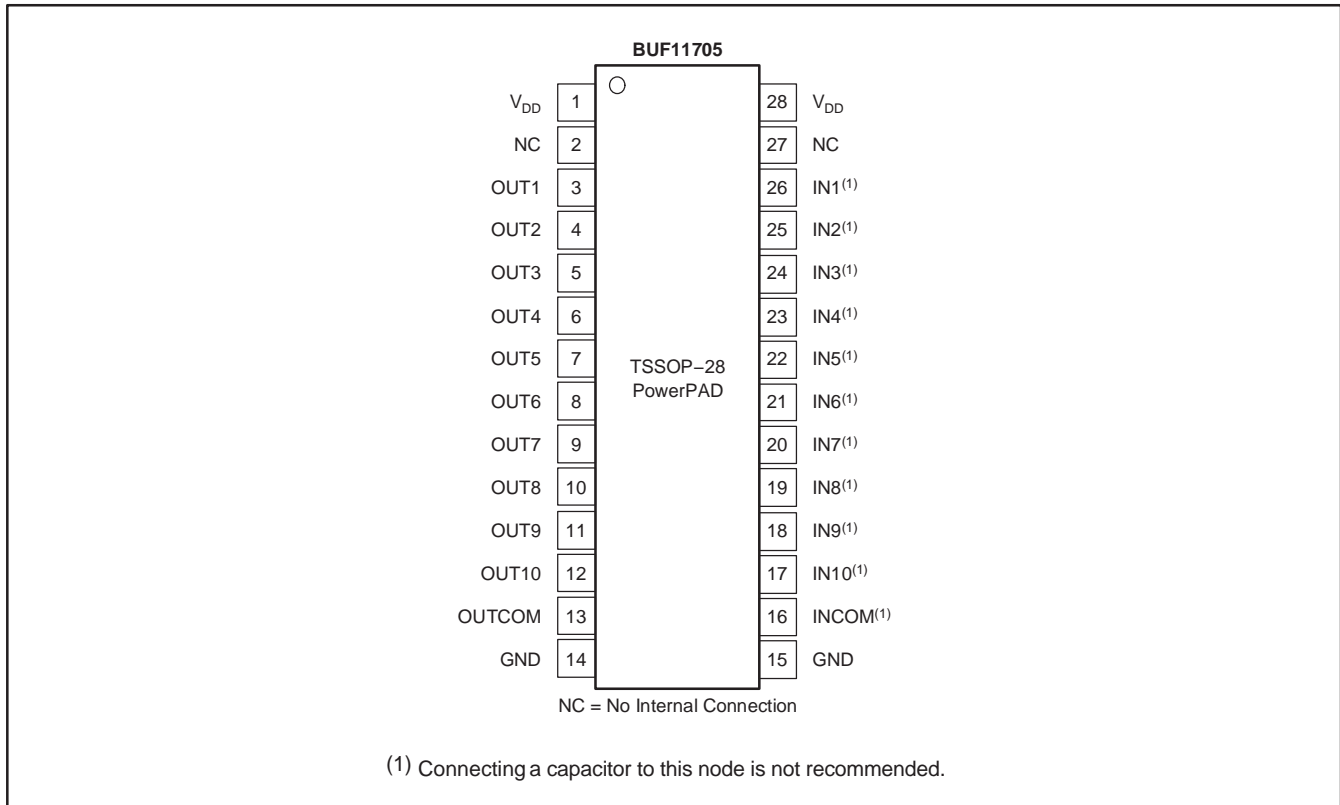 BUF11705
V_DD 1 28 V_DD
NC 2 27 NC
OUT1 3 26 IN1(1)
OUT2 4 25 IN2(1)
OUT3 5 24 IN3(1)
OUT4 6 23 IN4(1)
OUT5 7 22 IN5(1)
TSSOP−28
PowerPAD
OUT6 8 21 IN6(1)
OUT7 9 20 IN7(1)
OUT8 10 19 IN8(1)
OUT9 11 18 IN9(1)
OUT10 12 17 IN10(1)
OUTCOM 13 16 INCOM(1)
GND 14 15 GND
NC = No Internal Connection
(1) Connecting a capacitor to this node is not recommended.